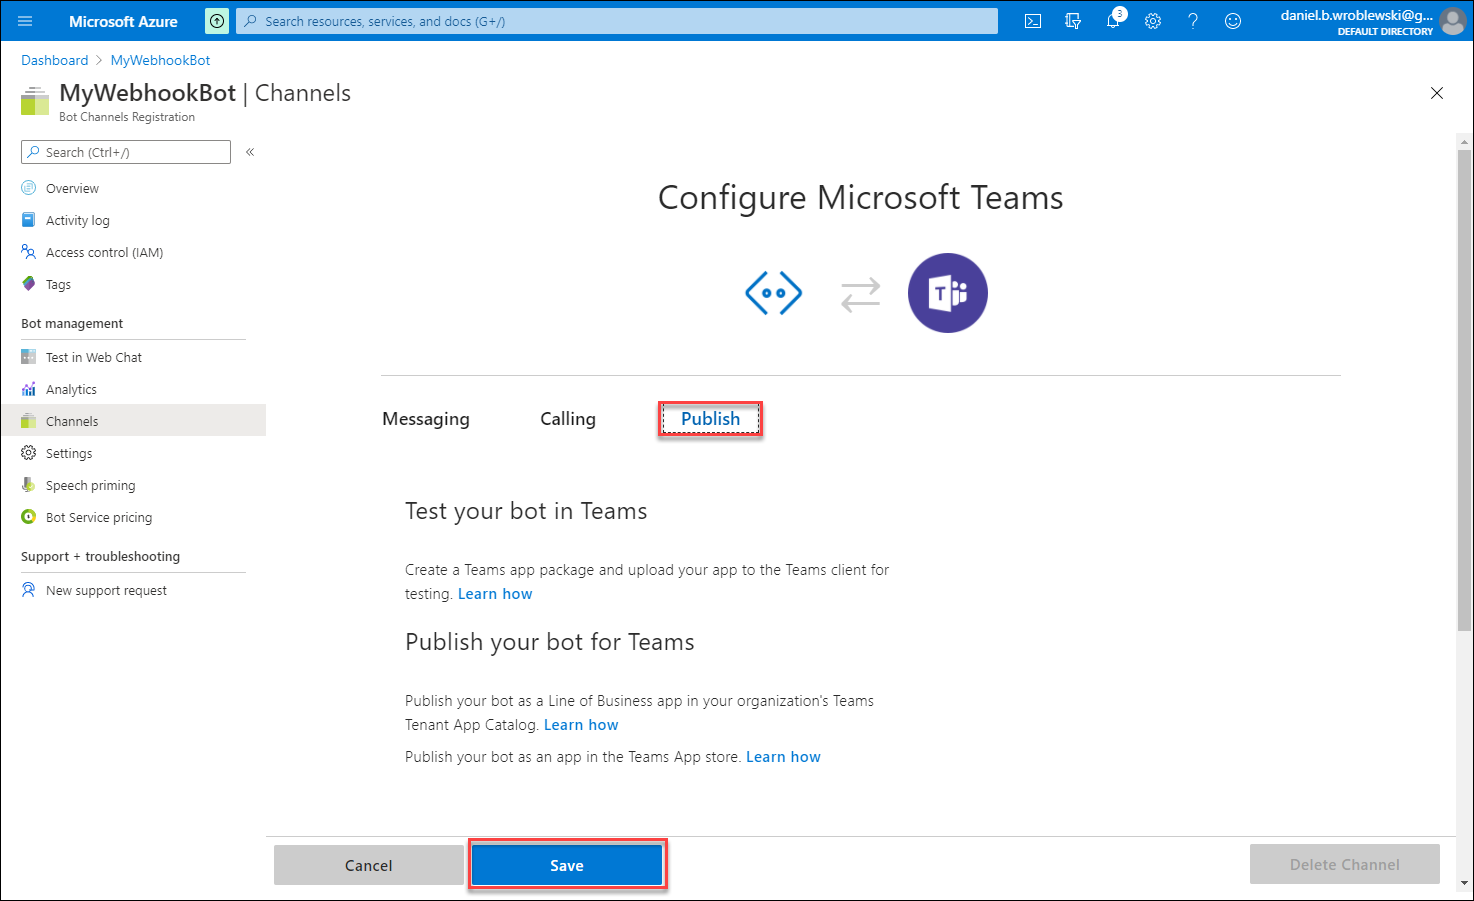 Microsoft Azure
Search resources, services, and docs (G+/)
3
daniel.b.wroblewski@g...
DEFAULT DIRECTORY
Dashboard > MyWebhookBot
MyWebhookBot | Channels
Bot Channels Registration
Search (Ctrl+/)
«
Overview
Activity log
Access control (IAM)
Tags
Bot management
Test in Web Chat
Analytics
Channels
Settings
Speech priming
Bot Service pricing
Support + troubleshooting
New support request
Configure Microsoft Teams
T
Messaging
Calling
Publish
Test your bot in Teams
Create a Teams app package and upload your app to the Teams client for
testing. Learn how
Publish your bot for Teams
Publish your bot as a Line of Business app in your organization's Teams
Tenant App Catalog. Learn how
Publish your bot as an app in the Teams App store. Learn how
Cancel
Save
Delete Channel